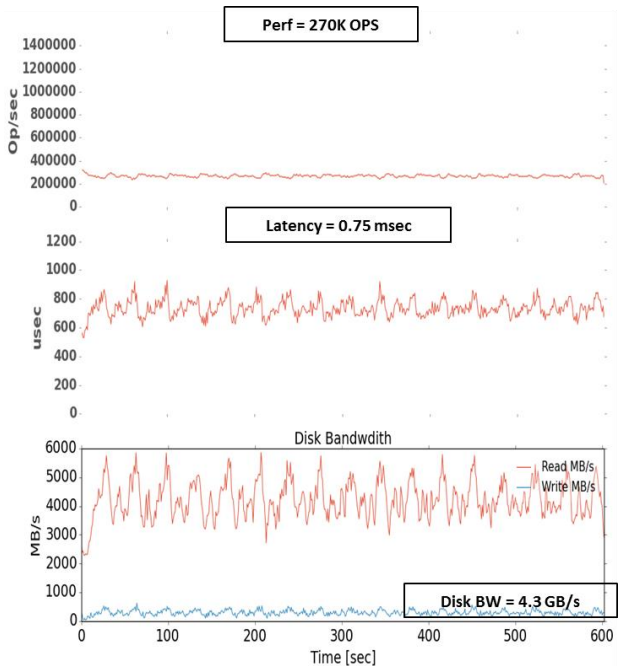 Perf = 270K OPS
1400000
1200000
1000000
800000
600000
400000
200000
0
Op/sec
Latency = 0.75 msec
1200
1000
800
600
400
200
0
usec
Disk Bandwdith
6000
5000
4000
3000
2000
1000
0
MB/s
Read MB/s
Write MB/s
Disk BW = 4.3 GB/s
0 100 200 300 400 500 600
Time [sec]